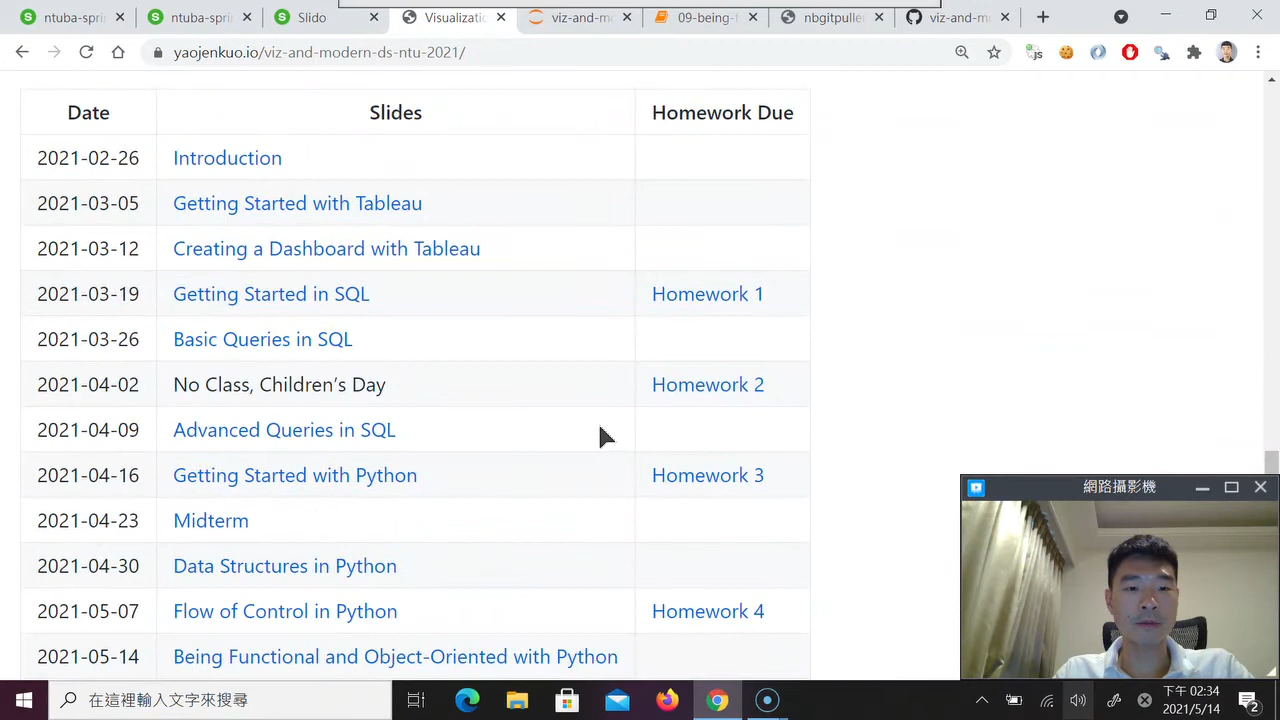 ntuba-spri
ntuba-spri
Slido
Visualizatio
viz-and-mo
09-being-f
nbgitpuller
viz-and-mo
yaojenkuo.io/viz-and-modern-ds-ntu-2021/
JS
Date Slides Homework Due
2021-02-26 Introduction
2021-03-05 Getting Started with Tableau
2021-03-12 Creating a Dashboard with Tableau
2021-03-19 Getting Started in SQL Homework 1
2021-03-26 Basic Queries in SQL
2021-04-02 No Class, Children’s Day Homework 2
2021-04-09 Advanced Queries in SQL
2021-04-16 Getting Started with Python Homework 3
2021-04-23 Midterm
2021-04-30 Data Structures in Python
2021-05-07 Flow of Control in Python Homework 4
2021-05-14 Being Functional and Object-Oriented with Python
網路攝影機
在這裡輸入文字來搜尋
下午 02:34
2021/5/14
2